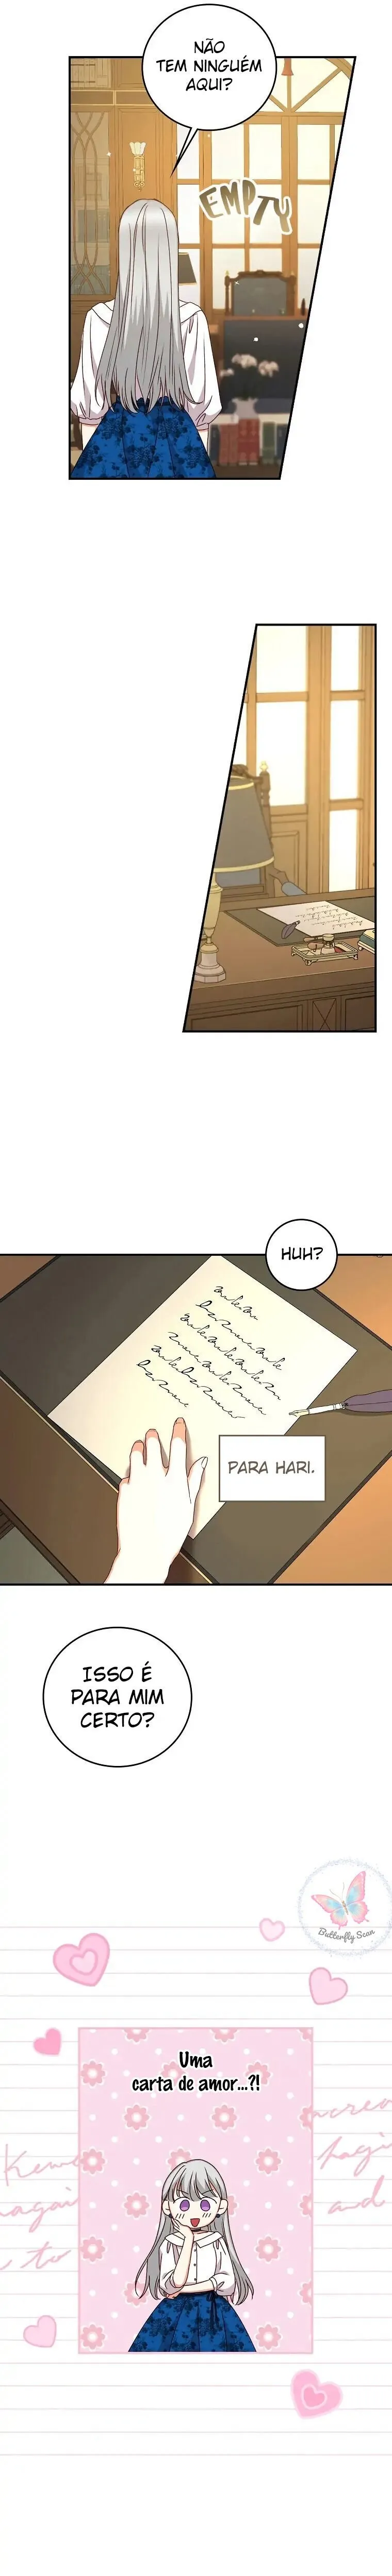 NÃO
TEM NINGUÉM
AQUI?
EMPTY
HUH?
PARA HARI.
ISSO É
PARA MIM
CERTO?
Butterfly Scan
Uma
carta de amor...?!